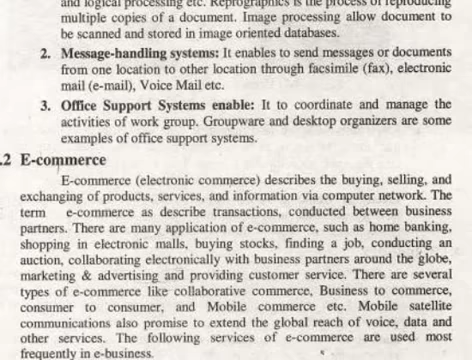 and logical processing etc. Reprographics is the process of reproducing
multiple copies of a document. Image processing allow document to
be scanned and stored in image oriented databases.
2. Message-handling systems: It enables to send messages or documents
from one location to other location through facsimile (fax), electronic
mail (e-mail), Voice Mail etc.
3. Office Support Systems enable: It to coordinate and manage the
activities of work group. Groupware and desktop organizers are some
examples of office support systems.
.2 E-commerce
E-commerce (electronic commerce) describes the buying, selling, and
exchanging of products, services, and information via computer network. The
term e-commerce as describe transactions, conducted between business
partners. There are many application of e-commerce, such as home banking,
shopping in electronic malls, buying stocks, finding a job, conducting an
auction, collaborating electronically with business partners around the globe,
marketing & advertising and providing customer service. There are several
types of e-commerce like collaborative commerce, Business to commerce,
consumer to consumer, and Mobile commerce etc. Mobile satellite
communications also promise to extend the global reach of voice, data and
other services. The following services of e-commerce are used most
frequently in e-business.